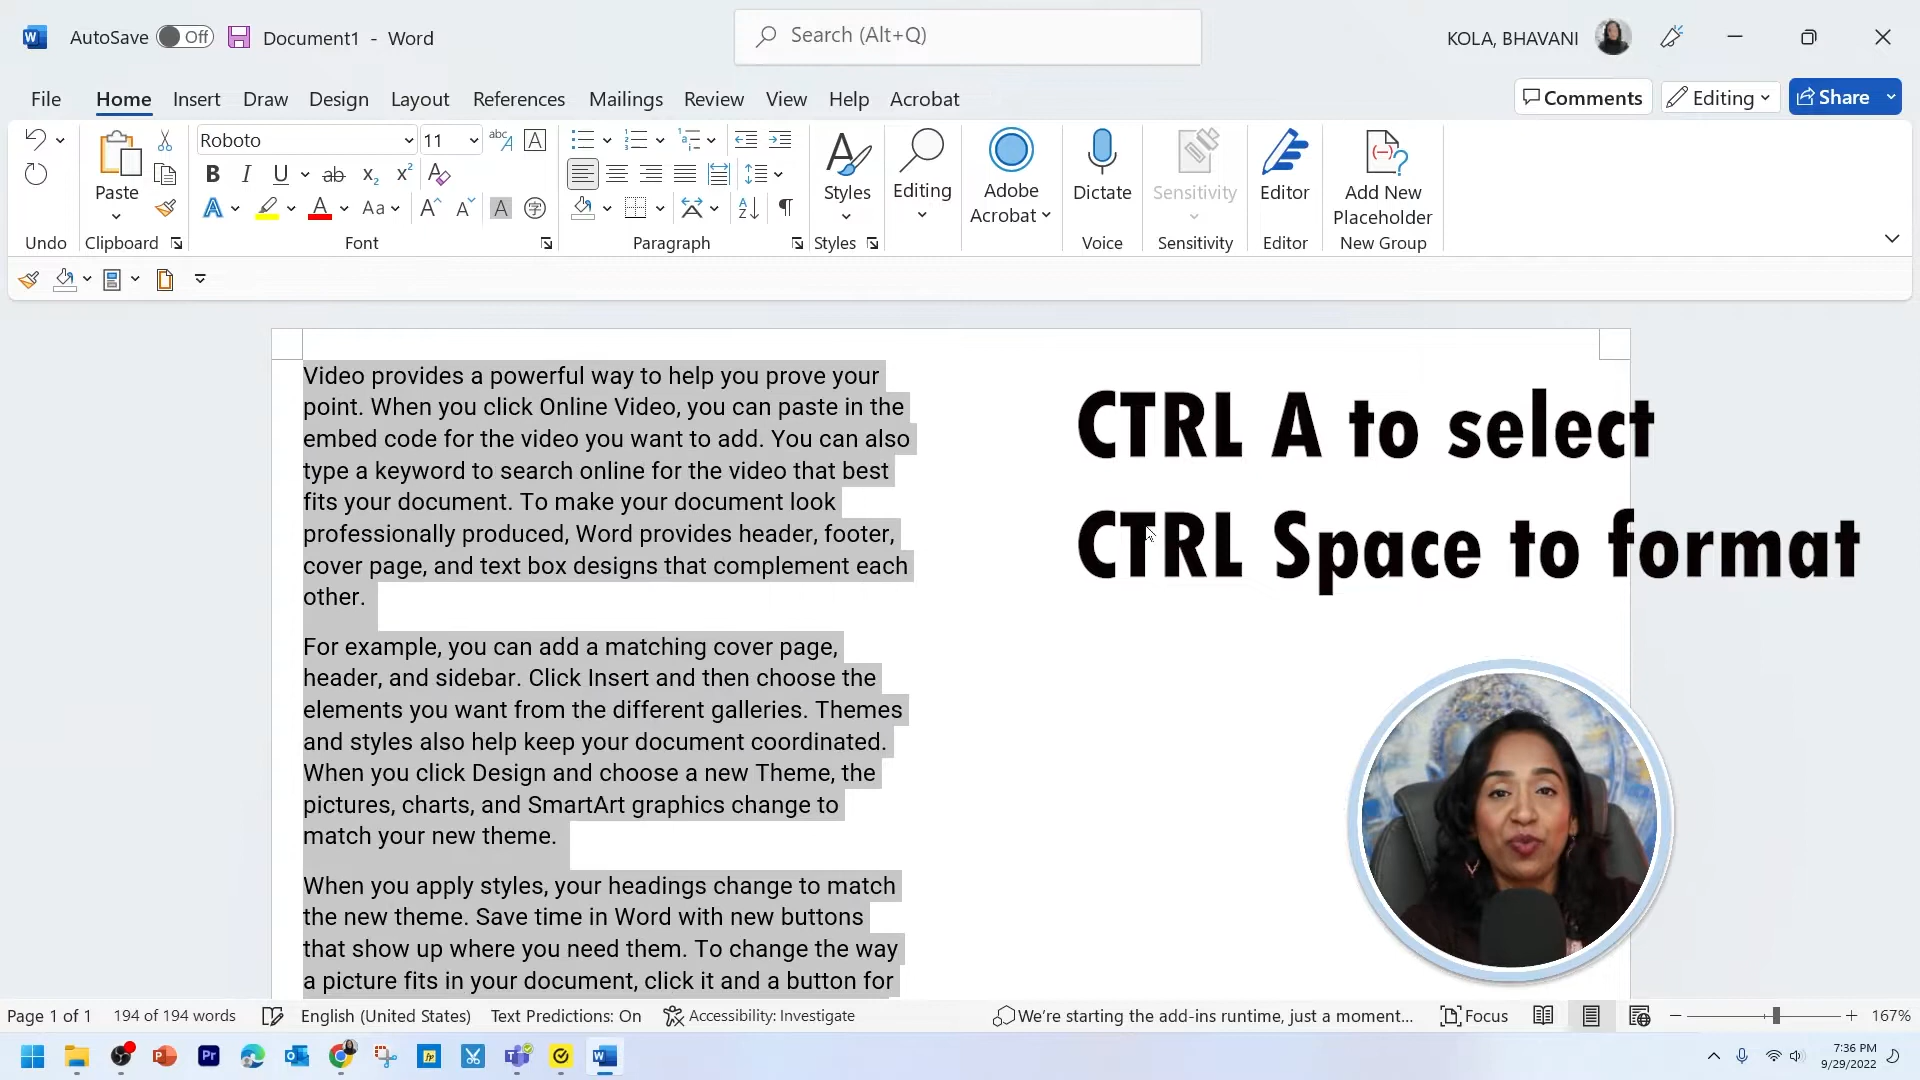 AutoSave Off Document1 - Word
Search (Alt+Q)
KOLA, BHAVANI
File Home Insert Draw Design Layout References Mailings Review View Help Acrobat
Comments Editing Share
Roboto 11
Paste
Styles
Editing
Adobe
Acrobat
Dictate
Sensitivity
Editor
Add New
Placeholder
Undo Clipboard Font Paragraph Styles Voice Sensitivity Editor New Group
Video provides a powerful way to help you prove your
point. When you click Online Video, you can paste in the
embed code for the video you want to add. You can also
type a keyword to search online for the video that best
fits your document. To make your document look
professionally produced, Word provides header, footer,
cover page, and text box designs that complement each
other.
For example, you can add a matching cover page,
header, and sidebar. Click Insert and then choose the
elements you want from the different galleries. Themes
and styles also help keep your document coordinated.
When you click Design and choose a new Theme, the
pictures, charts, and SmartArt graphics change to
match your new theme.
When you apply styles, your headings change to match
the new theme. Save time in Word with new buttons
that show up where you need them. To change the way
a picture fits in your document, click it and a button for
CTRL A to select
CTRL Space to format
Page 1 of 1 194 of 194 words English (United States) Text Predictions: On Accessibility: Investigate We're starting the add-ins runtime, just a moment... Focus 167%
7:36 PM
9/29/2022